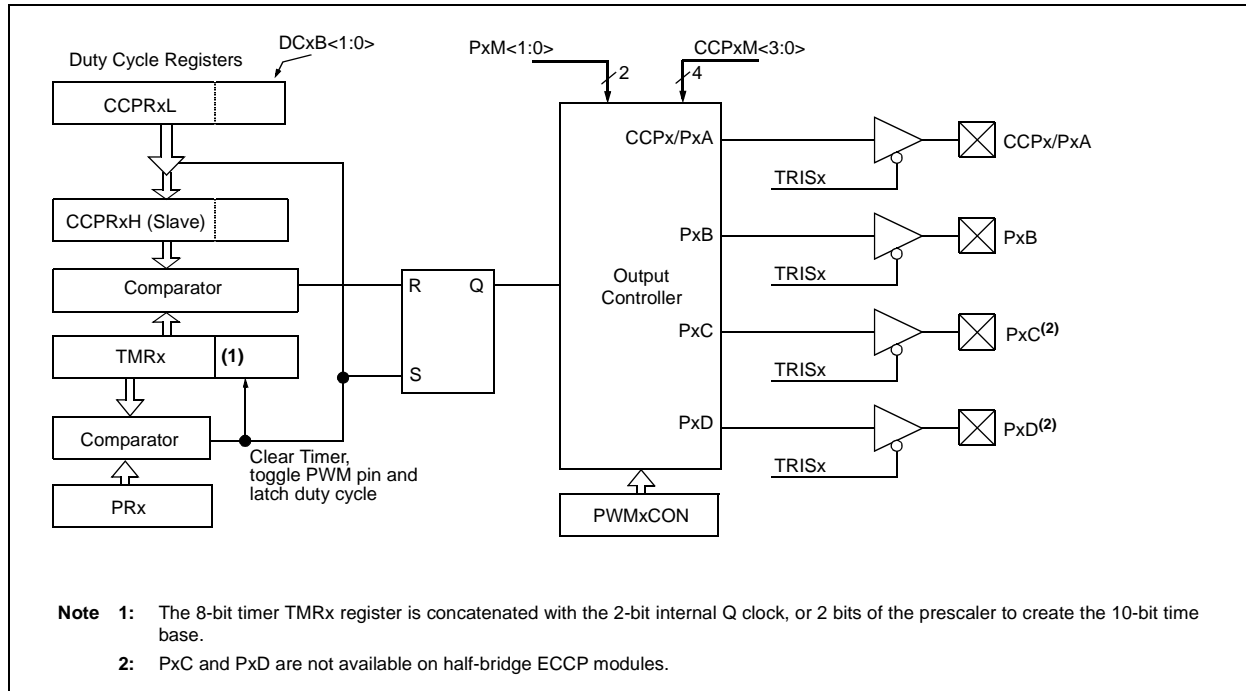 DCxB<1:0>
Duty Cycle Registers
CCPRxL
CCPRxH (Slave)
Comparator
TMRx
(1)
Comparator
PRx
Clear Timer,
toggle PWM pin and
latch duty cycle
R
Q
S
PxM<1:0>
2
CCPxM<3:0>
4
CCPx/PxA
PxB
Output
Controller
PxC
PxD
PWMxCON
TRISx
CCPx/PxA
TRISx
PxB
TRISx
PxC(2)
TRISx
PxD(2)
Note 1: The 8-bit timer TMRx register is concatenated with the 2-bit internal Q clock, or 2 bits of the prescaler to create the 10-bit time
base.
2: PxC and PxD are not available on half-bridge ECCP modules.